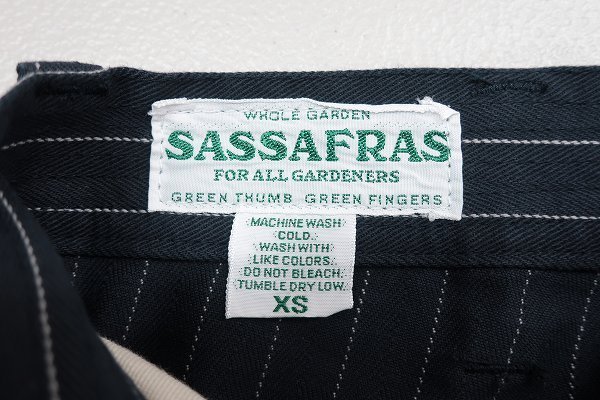 WHOLE GARDEN
SASSAFRAS
FOR ALL GARDENERS
GREEN THUMB GREEN FINGERS
MACHINE WASH
COLD.
WASH WITH
LIKE COLORS.
DO NOT BLEACH.
TUMBLE DRY LOW.
XS